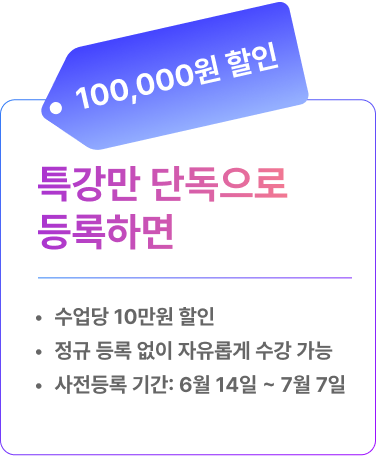 100,000원 할인
특강만 단독으로
등록하면
• 수업당 10만원 할인
• 정규 등록 없이 자유롭게 수강 가능
• 사전등록 기간: 6월 14일 ~ 7월 7일